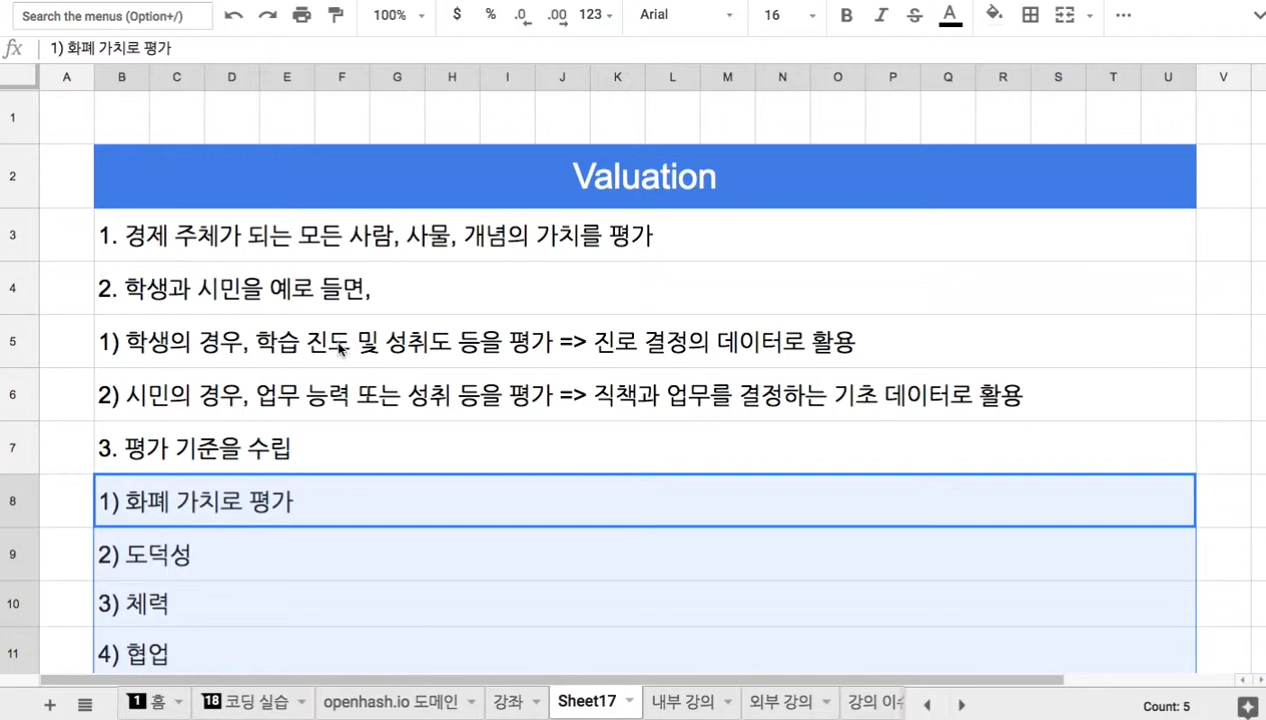 Search the menus (Option+/) 100% $ % .0 .00 123 Arial 16 B I S A ...
fx 1) 화폐 가치로 평가
A B C D E F G H I J K L M N O P Q R S T U V
1
2 Valuation
3 1. 경제 주체가 되는 모든 사람, 사물, 개념의 가치를 평가
4 2. 학생과 시민을 예로 들면,
5 1) 학생의 경우, 학습 진도 및 성취도 등을 평가 => 진로 결정의 데이터로 활용
6 2) 시민의 경우, 업무 능력 또는 성취 등을 평가 => 직책과 업무를 결정하는 기초 데이터로 활용
7 3. 평가 기준을 수립
8 1) 화폐 가치로 평가
9 2) 도덕성
10 3) 체력
11 4) 협업
1 홈 18 코딩 실습 openhash.io 도메인 강좌 Sheet17 내부 강의 외부 강의 강의 Count: 5